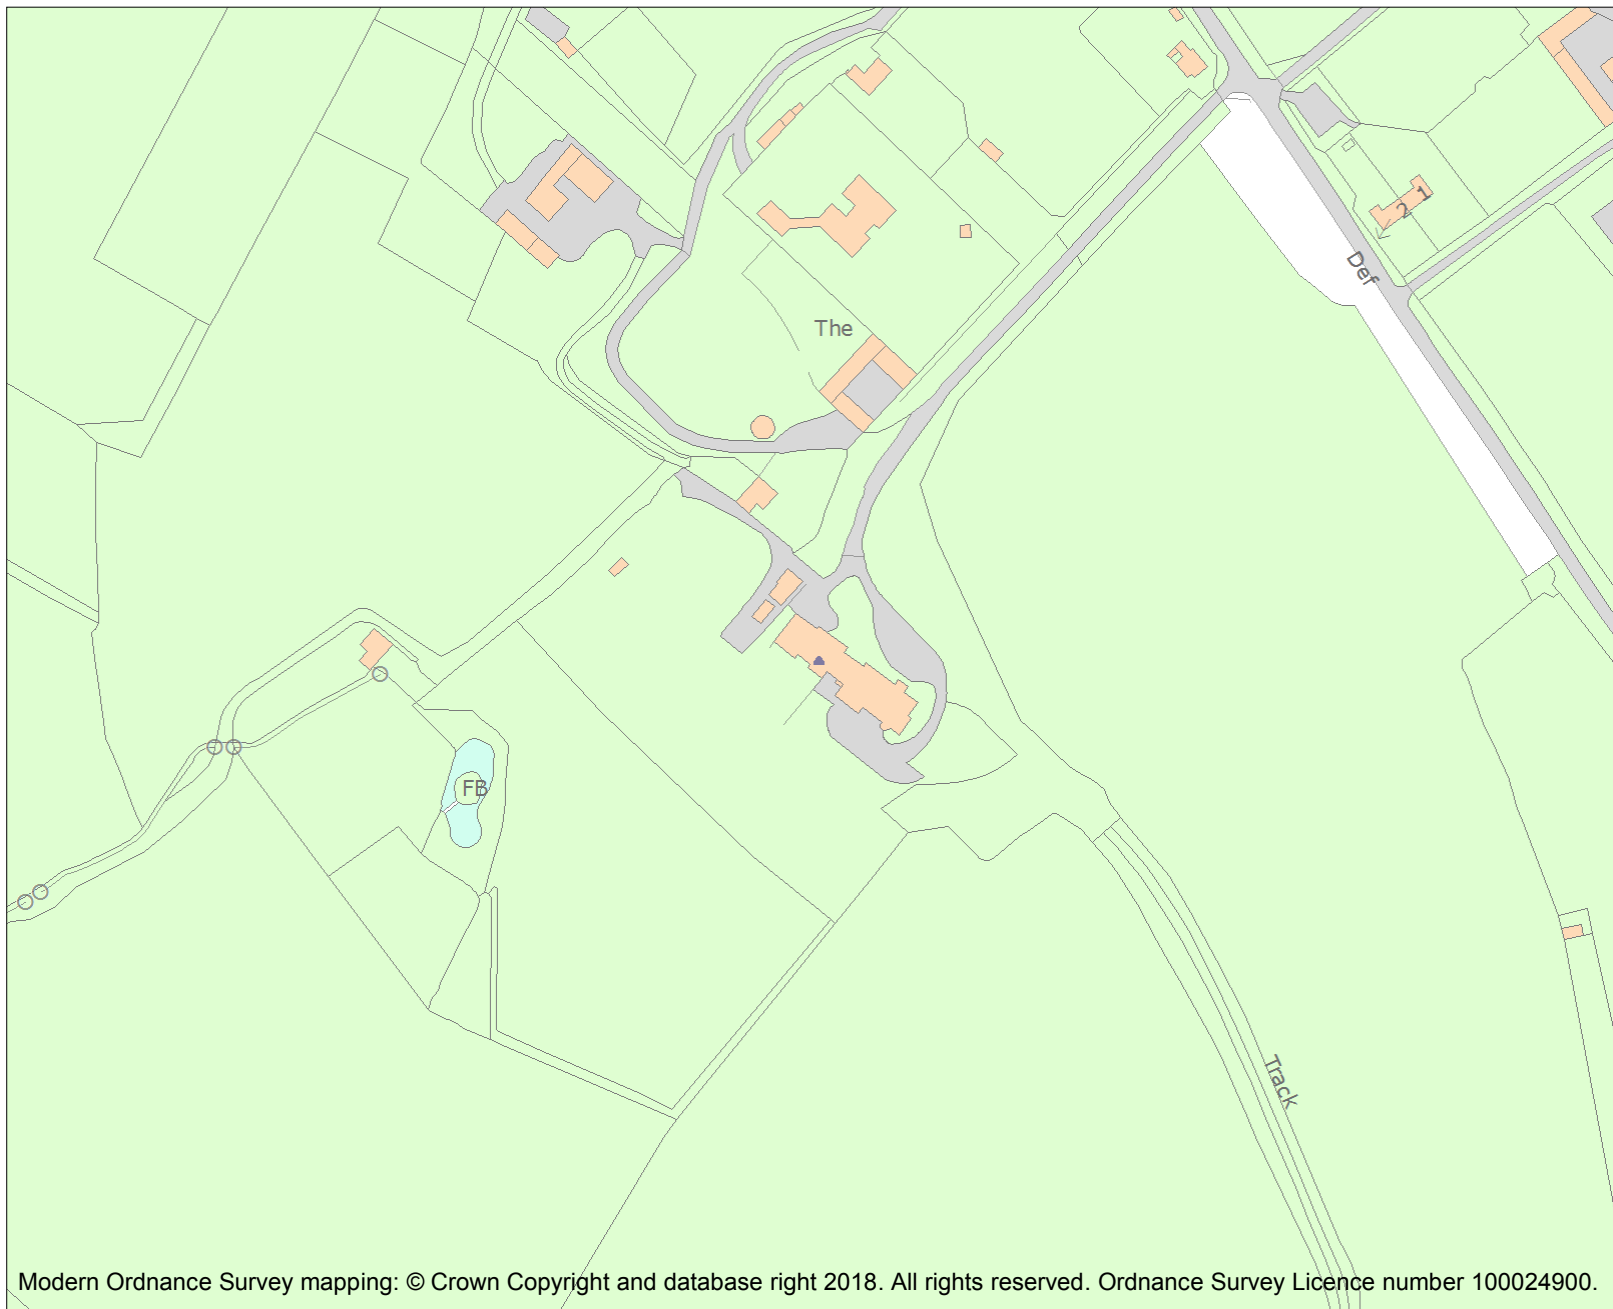 2 1
Def
The
FB
Track
Modern Ordnance Survey mapping: © Crown Copyright and database right 2018. All rights reserved. Ordnance Survey Licence number 100024900.